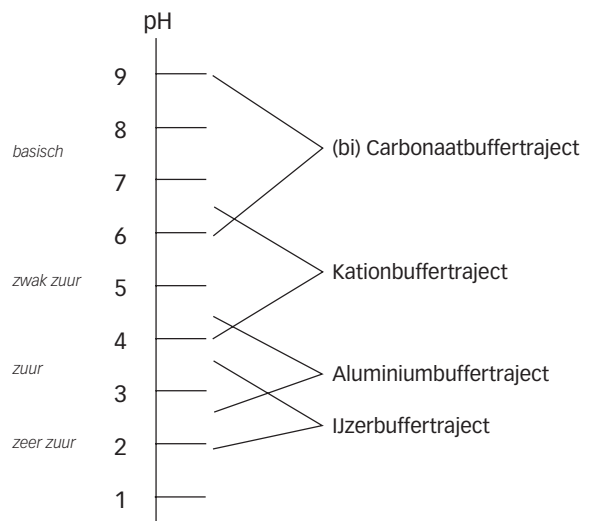 pH
9
8
(bi) Carbonaatbuffertraject
basisch
7
6
Kationbuffertraject
zwak zuur
5
4
zuur
Aluminiumbuffertraject
3
IJzerbuffertraject
zeer zuur
2
1